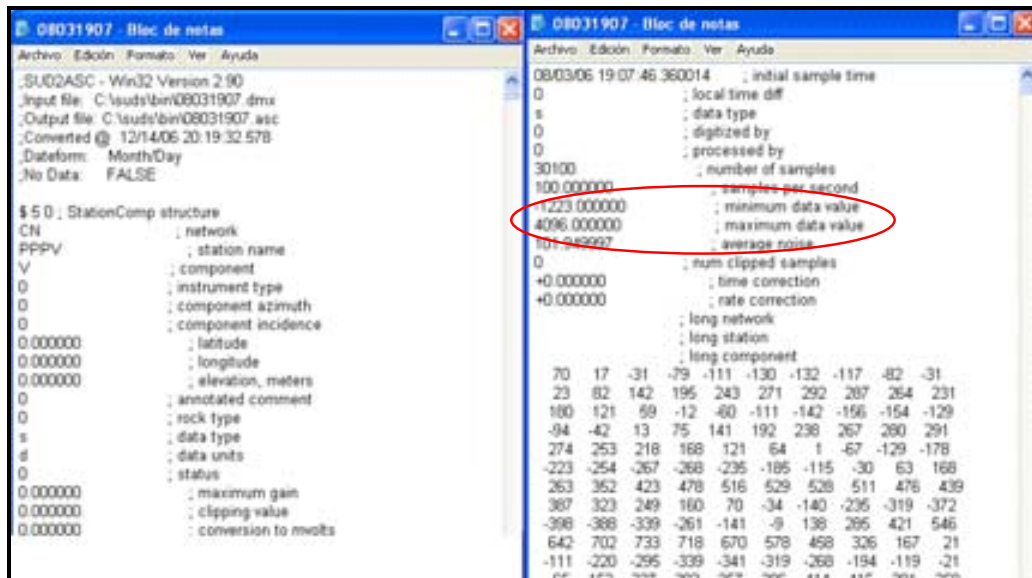 08031907 - Bloc de notas
Archivo Edición Formato Ver Ayuda
;SUD2ASC - Win32 Version 2.90
;Input file: C:\suds\bin\08031907.dmx
;Output file: C:\suds\bin\08031907.asc
;Converted @ 12/14/06 20:19:32.578
;Dateform: Month/Day
;No Data: FALSE
$ 5 0 ; StationComp structure
CN ; network
PPPV ; station name
V ; component
0 ; instrument type
0 ; component azimuth
0 ; component incidence
0.000000 ; latitude
0.000000 ; longitude
0.000000 ; elevation, meters
0 ; annotated comment
0 ; rock type
s ; data type
d ; data units
0 ; status
0.000000 ; maximum gain
0.000000 ; clipping value
0.000000 ; conversion to mvolts
08031907 - Bloc de notas
Archivo Edición Formato Ver Ayuda
08/03/06 19:07:46.360014 ; initial sample time
0 ; local time diff
s ; data type
0 ; digitized by
0 ; processed by
30100 ; number of samples
100.000000 ; samples per second
-1223.000000 ; minimum data value
4096.000000 ; maximum data value
101.949997 ; average noise
0 ; num clipped samples
+0.000000 ; time correction
+0.000000 ; rate correction
; long network
; long station
; long component
70 17 -31 -79 -111 -130 -132 -117 -82 -31
23 82 142 195 243 271 292 287 264 231
180 121 59 -12 -60 -111 -142 -156 -154 -129
-94 -42 13 75 141 192 238 267 280 291
274 253 218 168 121 64 1 -67 -129 -178
-223 -254 -267 -268 -235 -185 -115 -30 63 168
263 352 423 478 516 529 528 511 476 439
387 323 249 160 70 -34 -140 -235 -319 -372
-398 -388 -339 -261 -141 -9 138 285 421 546
642 702 733 718 670 578 458 326 167 21
-111 -220 -295 -339 -341 -319 -268 -194 -119 -21